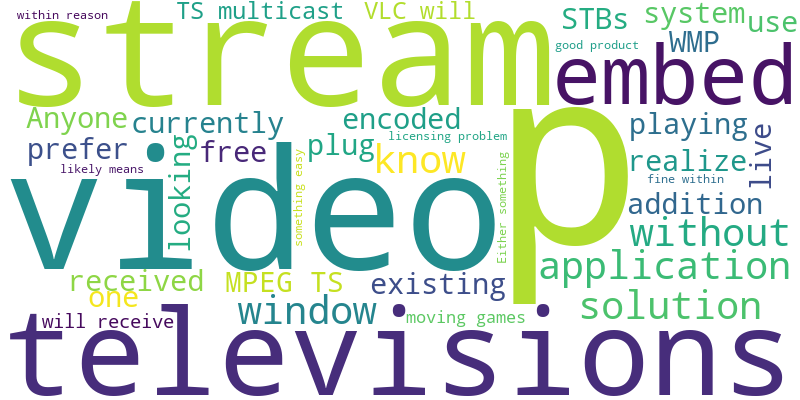 within reason
TS multicast
VLC will
STBs
system
use
stream
good product
WMP
embed
Anyone
currently
encoded
licensing problem
p
playing
live
prefer
free
plug
know
realize
likely means
looking
something easy
Either something
fine within
video
addition
without
received
MPEG TS
existing
application
one
will receive
window
moving games
solution
televisions